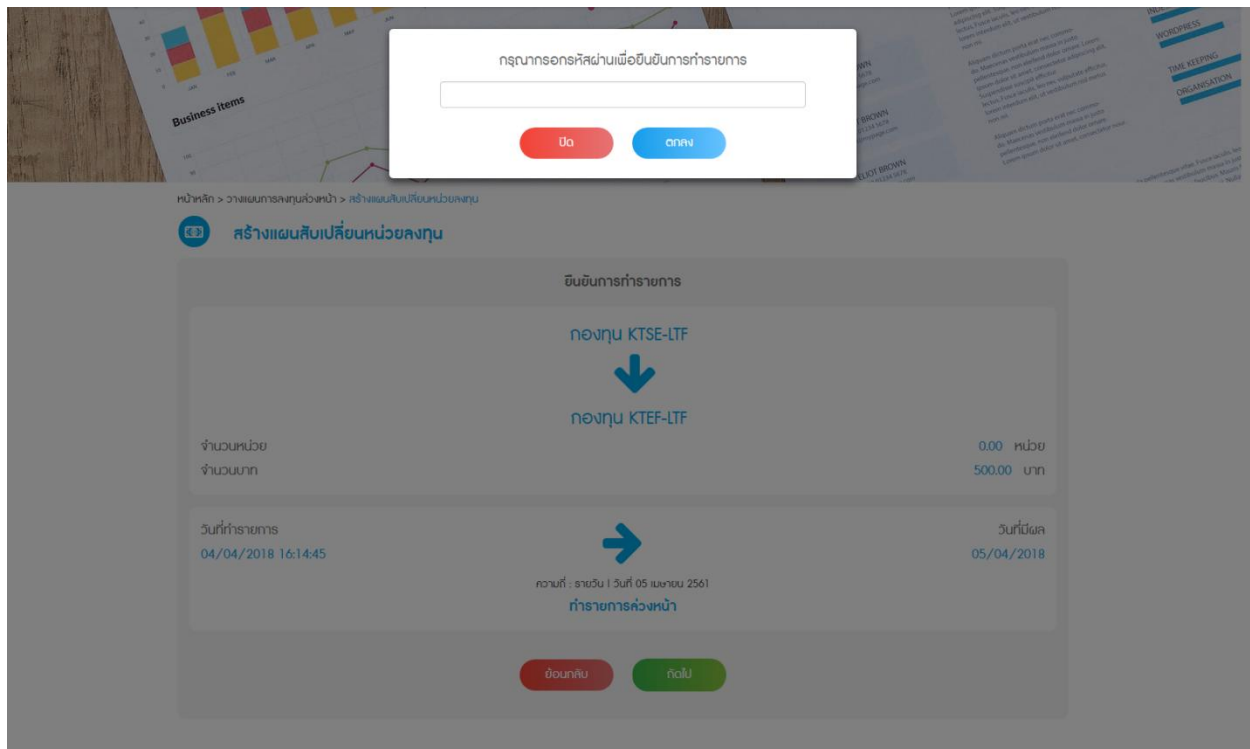 Business items
WORDPRESS
TIME KEEPING
ORGANISATION
กรุณากรอกรหัสผ่านเพื่อยืนยันการทำรายการ
ปิด
ตกลง
หน้าหลัก > วางแผนการลงทุนล่วงหน้า > สร้างแผนสับเปลี่ยนหน่วยลงทุน
สร้างแผนสับเปลี่ยนหน่วยลงทุน
ยืนยันการทำรายการ
กองทุน KTSE-LTF
กองทุน KTEF-LTF
จำนวนหน่วย 0.00 หน่วย
จำนวนบาท 500.00 บาท
วันที่ทำรายการ วันที่มีผล
04/04/2018 16:14:45 05/04/2018
ความถี่ : รายวัน | วันที่ 05 เมษายน 2561
ทำรายการล่วงหน้า
ย้อนกลับ
ถัดไป